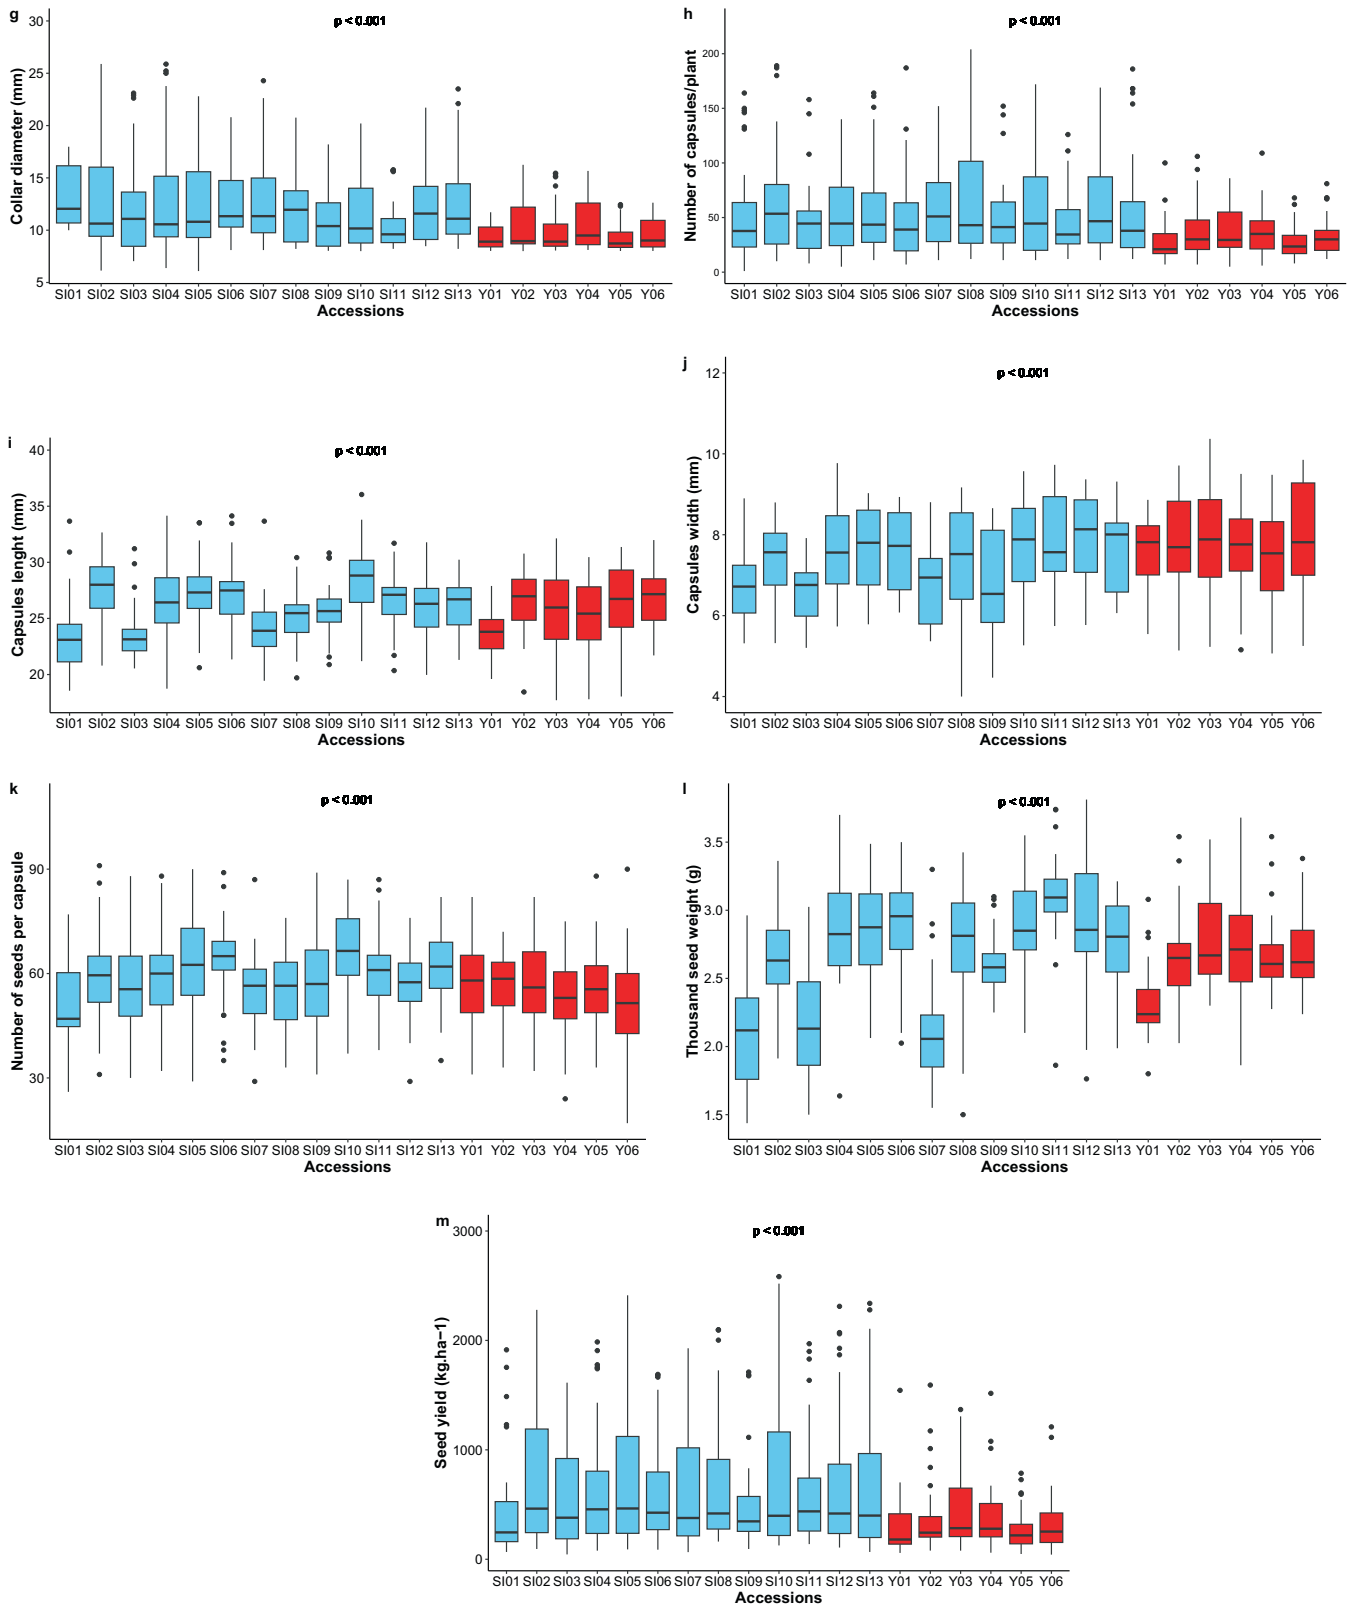 g
p < 0.001
Collar diameter (mm)
30
25
20
15
10
5
SI01 SI02 SI03 SI04 SI05 SI06 SI07 SI08 SI09 SI10 SI11 SI12 SI13 Y01 Y02 Y03 Y04 Y05 Y06
Accessions
h
p < 0.001
Number of capsules/plant
200
150
100
50
0
SI01 SI02 SI03 SI04 SI05 SI06 SI07 SI08 SI09 SI10 SI11 SI12 SI13 Y01 Y02 Y03 Y04 Y05 Y06
Accessions
i
p < 0.001
Capsules lenght (mm)
40
35
30
25
20
SI01 SI02 SI03 SI04 SI05 SI06 SI07 SI08 SI09 SI10 SI11 SI12 SI13 Y01 Y02 Y03 Y04 Y05 Y06
Accessions
j
p < 0.001
Capsules width (mm)
12
10
8
6
4
SI01 SI02 SI03 SI04 SI05 SI06 SI07 SI08 SI09 SI10 SI11 SI12 SI13 Y01 Y02 Y03 Y04 Y05 Y06
Accessions
k
p < 0.001
Number of seeds per capsule
90
60
30
SI01 SI02 SI03 SI04 SI05 SI06 SI07 SI08 SI09 SI10 SI11 SI12 SI13 Y01 Y02 Y03 Y04 Y05 Y06
Accessions
l
p < 0.001
Thousand seed weight (g)
3.5
3.0
2.5
2.0
1.5
SI01 SI02 SI03 SI04 SI05 SI06 SI07 SI08 SI09 SI10 SI11 SI12 SI13 Y01 Y02 Y03 Y04 Y05 Y06
Accessions
m
p < 0.001
Seed yield (kg.ha−1)
3000
2000
1000
0
SI01 SI02 SI03 SI04 SI05 SI06 SI07 SI08 SI09 SI10 SI11 SI12 SI13 Y01 Y02 Y03 Y04 Y05 Y06
Accessions